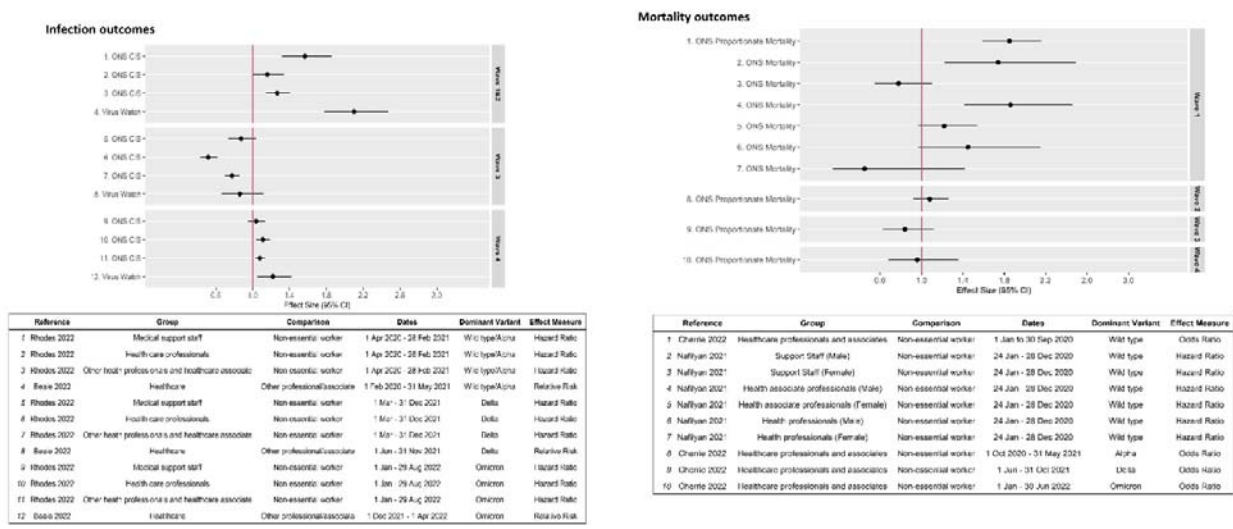 Infection outcomes
1. ONS CIS
2. ONS CIS
3. ONS CIS
4. Virus Watch
Wave 1&2
5. ONS CIS
6. ONS CIS
7. ONS CIS
8. Virus Watch
Wave 3
9. ONS CIS
10. ONS CIS
11. ONS CIS
12. Virus Watch
Wave 4
0.6 1.0 1.4 1.8 2.2 2.6 3.0
Effect Size (95% CI)
Reference Group Comparison Dates Dominant Variant Effect Measure
1 Rhodes 2022 Medical support staff Non-essential worker 1 Apr 2020 - 28 Feb 2021 Wild type/Alpha Hazard Ratio
2 Rhodes 2022 Health care professionals Non-essential worker 1 Apr 2020 - 28 Feb 2021 Wild type/Alpha Hazard Ratio
3 Rhodes 2022 Other health professionals and healthcare associate Non-essential worker 1 Apr 2020 - 28 Feb 2021 Wild type/Alpha Hazard Ratio
4 Beale 2022 Healthcare Other professional/associate 1 Feb 2020 - 31 May 2021 Wild type/Alpha Relative Risk
5 Rhodes 2022 Medical support staff Non-essential worker 1 Mar - 31 Dec 2021 Delta Hazard Ratio
6 Rhodes 2022 Health care professionals Non-essential worker 1 Mar - 31 Dec 2021 Delta Hazard Ratio
7 Rhodes 2022 Other health professionals and healthcare associate Non-essential worker 1 Mar - 31 Dec 2021 Delta Hazard Ratio
8 Beale 2022 Healthcare Other professional/associate 1 Jun - 31 Nov 2021 Delta Relative Risk
9 Rhodes 2022 Medical support staff Non-essential worker 1 Jan - 29 Aug 2022 Omicron Hazard Ratio
10 Rhodes 2022 Health care professionals Non-essential worker 1 Jan - 29 Aug 2022 Omicron Hazard Ratio
11 Rhodes 2022 Other health professionals and healthcare associate Non-essential worker 1 Jan - 29 Aug 2022 Omicron Hazard Ratio
12 Beale 2022 Healthcare Other professional/associate 1 Dec 2021 - 1 Apr 2022 Omicron Relative Risk
Mortality outcomes
1. ONS Proportionate Mortality
2. ONS Mortality
3. ONS Mortality
4. ONS Mortality
5. ONS Mortality
6. ONS Mortality
7. ONS Mortality
Wave 1
8. ONS Proportionate Mortality
Wave 2
9. ONS Proportionate Mortality
Wave 3
10. ONS Proportionate Mortality
Wave 4
0.6 1.0 1.4 1.8 2.2 2.6 3.0
Effect Size (95% CI)
Reference Group Comparison Dates Dominant Variant Effect Measure
1 Cherrie 2022 Healthcare professionals and associates Non-essential worker 1 Jan to 30 Sep 2020 Wild type Odds Ratio
2 Nafilyan 2021 Support Staff (Male) Non-essential worker 24 Jan - 28 Dec 2020 Wild type Hazard Ratio
3 Nafilyan 2021 Support Staff (Female) Non-essential worker 24 Jan - 28 Dec 2020 Wild type Hazard Ratio
4 Nafilyan 2021 Health associate professionals (Male) Non-essential worker 24 Jan - 28 Dec 2020 Wild type Hazard Ratio
5 Nafilyan 2021 Health associate professionals (Female) Non-essential worker 24 Jan - 28 Dec 2020 Wild type Hazard Ratio
6 Nafilyan 2021 Health professionals (Male) Non-essential worker 24 Jan - 28 Dec 2020 Wild type Hazard Ratio
7 Nafilyan 2021 Health professionals (Female) Non-essential worker 24 Jan - 28 Dec 2020 Wild type Hazard Ratio
8 Cherrie 2022 Healthcare professionals and associates Non-essential worker 1 Oct 2020 - 31 May 2021 Alpha Odds Ratio
9 Cherrie 2022 Healthcare professionals and associates Non-essential worker 1 Jun - 31 Oct 2021 Delta Odds Ratio
10 Cherrie 2022 Healthcare professionals and associates Non-essential worker 1 Jan - 30 Jun 2022 Omicron Odds Ratio